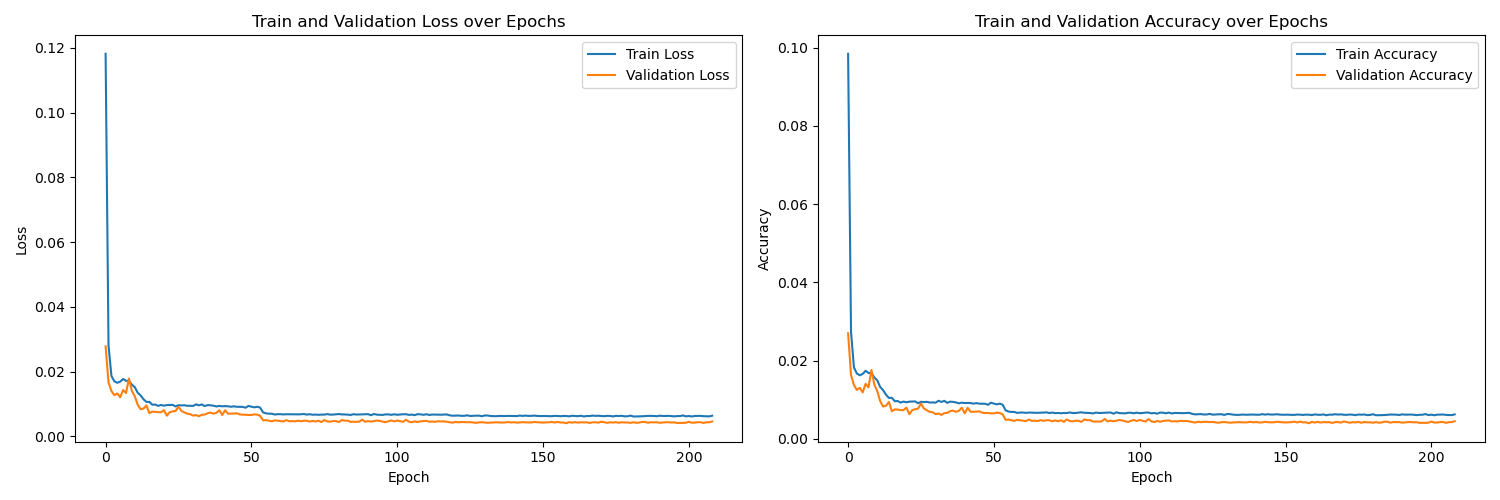 Train and Validation Loss over Epochs
0.12
0.10
0.08
0.06
0.04
0.02
0.00
Loss
Train Loss
Validation Loss
0
50
100
150
200
Epoch
Train and Validation Accuracy over Epochs
0.10
0.08
0.06
0.04
0.02
0.00
Accuracy
Train Accuracy
Validation Accuracy
0
50
100
150
200
Epoch